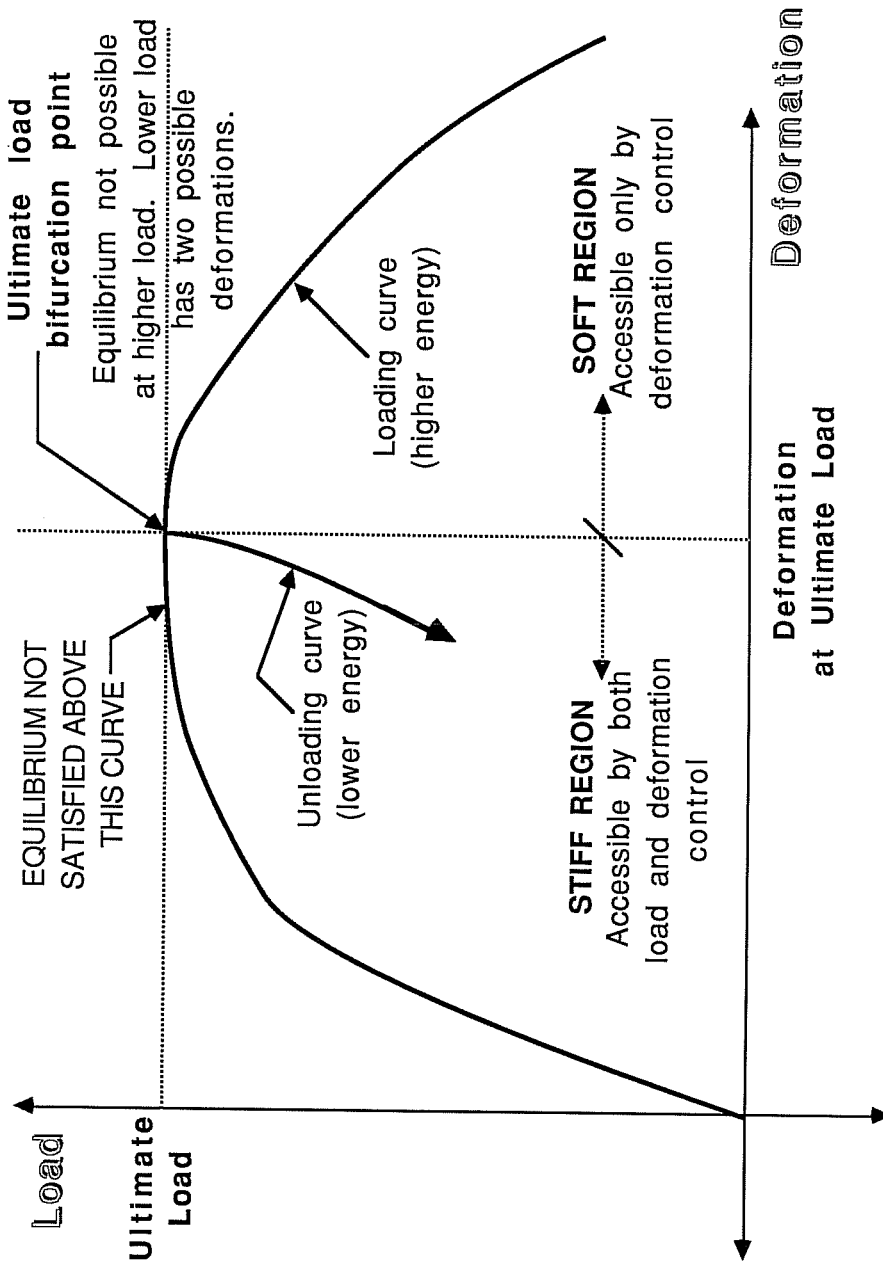 Load
Ultimate
Load
EQUILIBRIUM NOT
SATISFIED ABOVE
THIS CURVE
Ultimate load
bifurcation point
Equilibrium not possible
at higher load. Lower load
has two possible
deformations.
Unloading curve
(lower energy)
Loading curve
(higher energy)
STIFF REGION
Accessible by both
load and deformation
control
SOFT REGION
Accessible only by
deformation control
Deformation
at Ultimate Load
Deformation